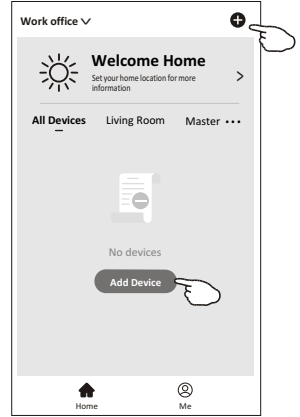 Work office
Welcome Home
Set your home location for more
information
All Devices Living Room Master
No devices
Add Device
Home Me